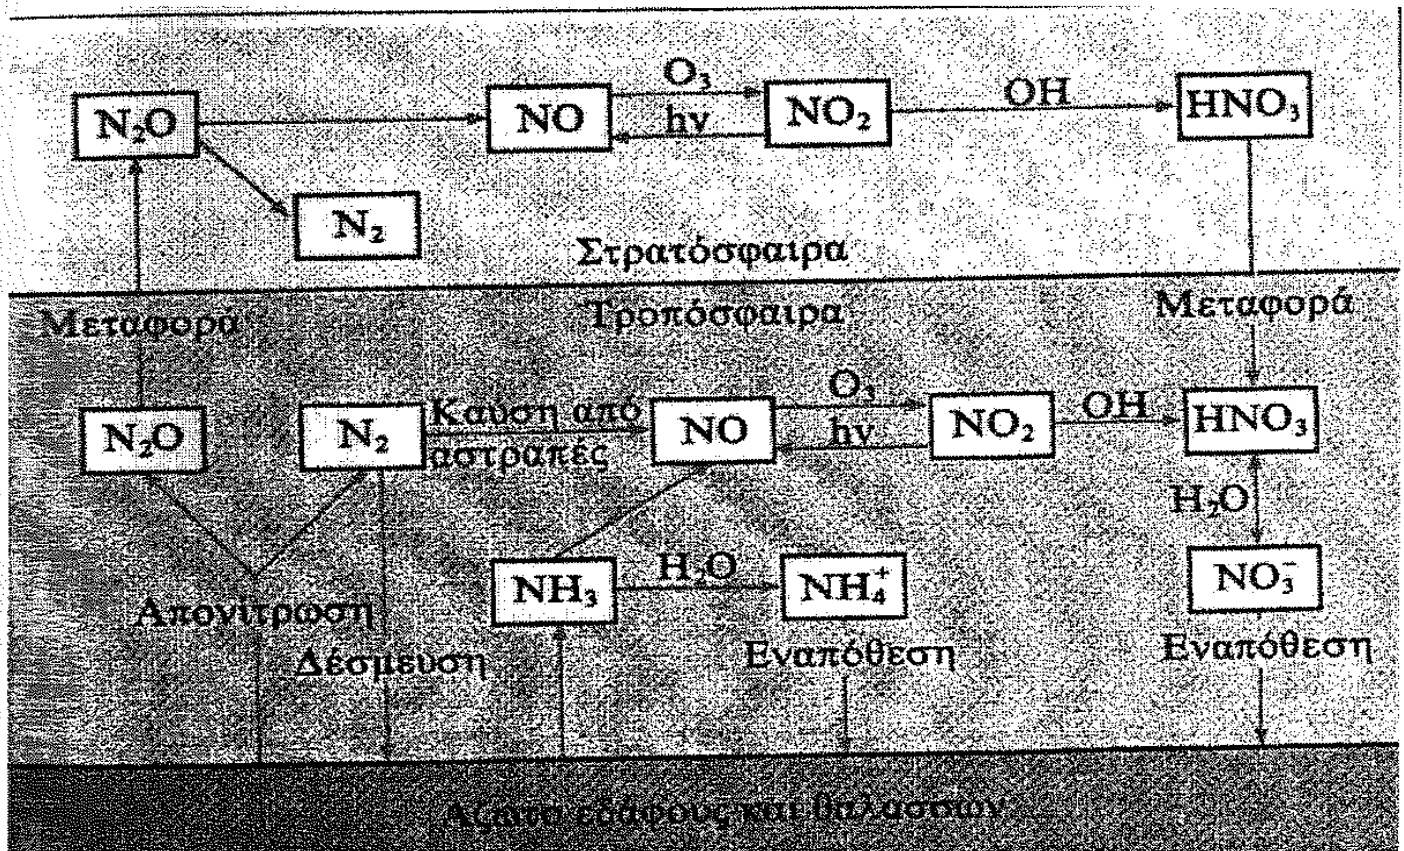 O₃
N₂O NO hν NO₂ OH HNO₃
N₂
Στρατόσφαιρα
Μεταφορά Τροπόσφαιρα Μεταφορά
N₂O N₂ Καύση από αστραπές NO O₃ hν NO₂ OH HNO₃
H₂O
NH₃ H₂O NH₄⁺ NO₃⁻
Απονίτρωση
Δέσμευση Εναπόθεση Εναπόθεση
Άζωτο εδάφους και θαλασσών